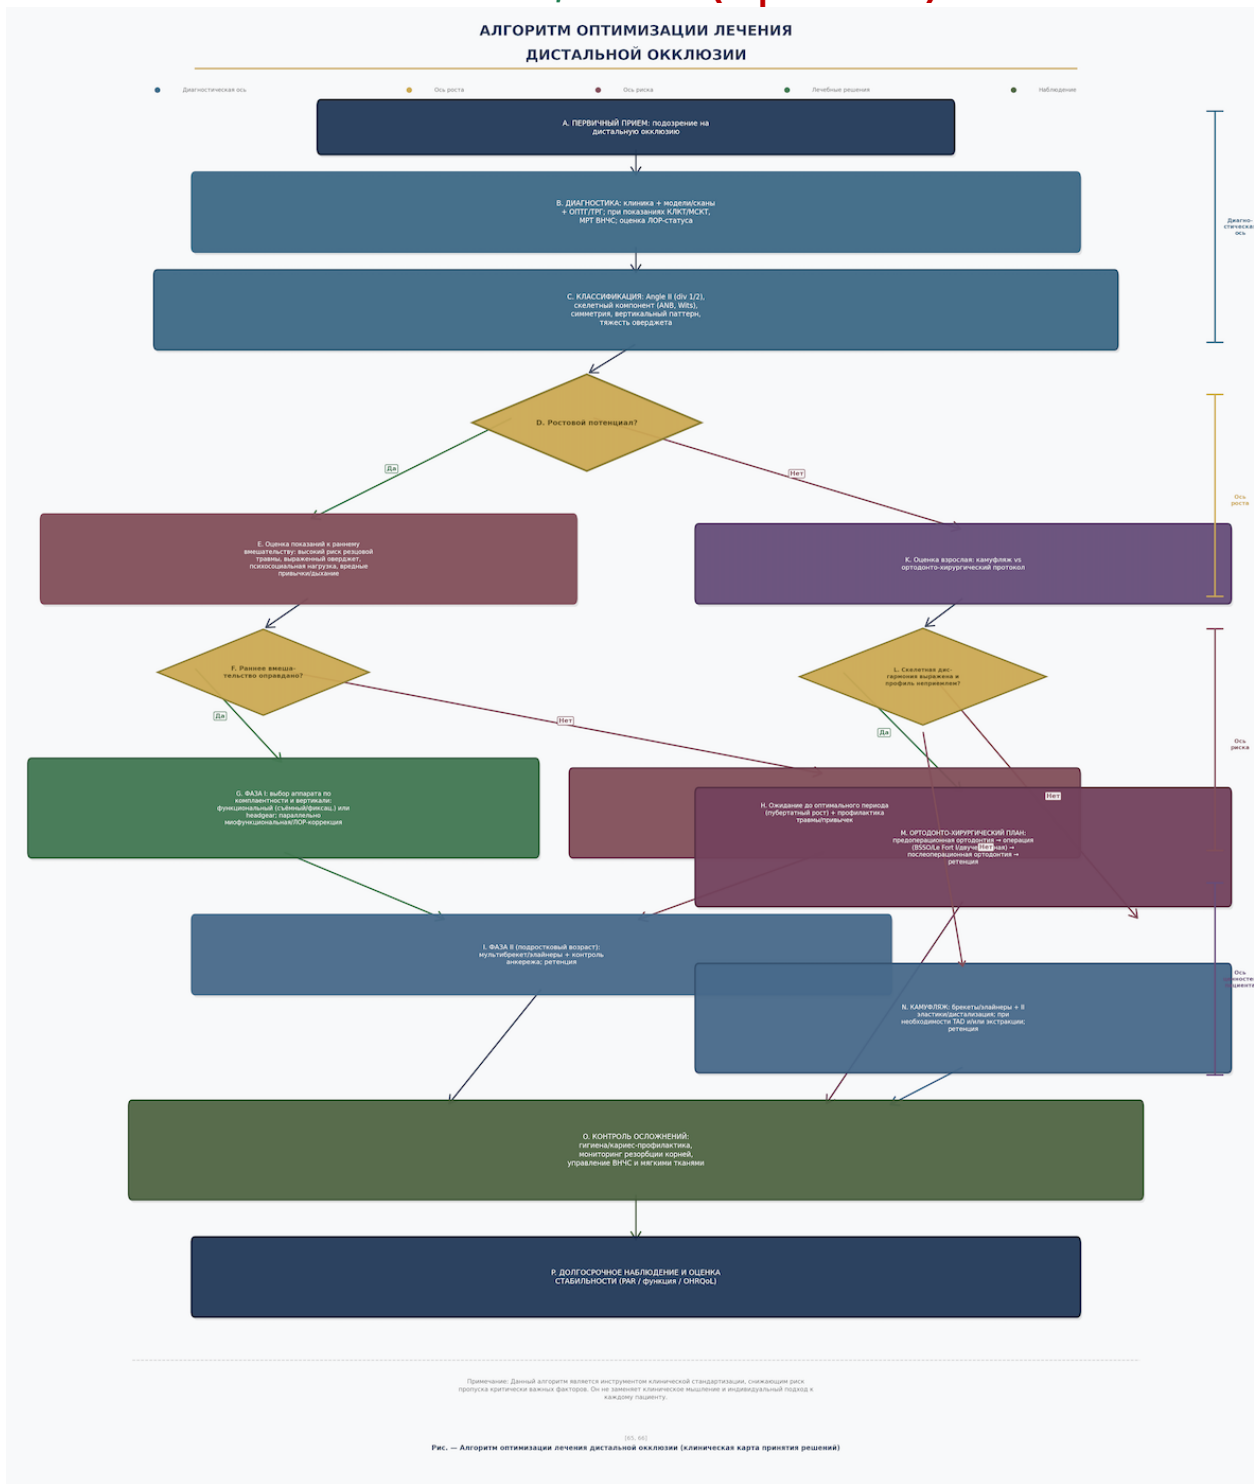 АЛГОРИТМ ОПТИМИЗАЦИИ ЛЕЧЕНИЯ
ДИСТАЛЬНОЙ ОККЛЮЗИИ
Диагностическая ось
Ось роста
Ось риска
Лечебные решения
Наблюдение
A. ПЕРВИЧНЫЙ ПРИЕМ: подозрение на
дистальную окклюзию
B. ДИАГНОСТИКА: клиника + модели/сканы
+ ОПТГ/ТРГ; при показаниях КЛКТ/МСКТ,
МРТ ВНЧС; оценка ЛОР-статуса
Диагно-
ось
C. КЛАССИФИКАЦИЯ: Angle II (div 1/2),
скелетный компонент (ANB, Wits),
симметрия, вертикальный паттерн,
тяжесть оверджета
D. Ростовой потенциал?
Да
Нет
Ось
роста
E. Оценка показаний к раннему
вмешательству: высокий риск резцовой
травмы, выраженный оверджет,
психосоциальная нагрузка, вредные
привычки/дыхание
K. Оценка взрослая: камуфляж vs
ортодонто-хирургический протокол
F. Раннее вмеша-
тельство оправдано?
L. Скелетная дис-
гармония выражена и
профиль неприемлем?
Да
Нет
Да
Ось
риска
G. ФАЗА I: выбор аппарата по
комплаентности и вертикали:
функциональный (съёмный/фиксац.) или
headgear; параллельно
миофункциональная/ЛОР-коррекция
H. Ожидание до оптимального периода
(пубертатный рост) + профилактика
травмы/привычек
Нет
M. ОРТОДОНТО-ХИРУРГИЧЕСКИЙ ПЛАН:
предоперационная ортодонтия → операция
(BSSO/Le Fort I/двуче Нет ная) →
послеоперационная ортодонтия →
ретенция
I. ФАЗА II (подростковый возраст):
мультибрекет/элайнеры + контроль
анкеража; ретенция
Ось
N. КАМУФЛЯЖ: брекеты/элайнеры + II
эластики/дистализация; при
необходимости TAD и/или экстракции;
ретенция
O. КОНТРОЛЬ ОСЛОЖНЕНИЙ:
гигиена/кариес-профилактика,
мониторинг резорбции корней,
управление ВНЧС и мягкими тканями
P. ДОЛГОСРОЧНОЕ НАБЛЮДЕНИЕ И ОЦЕНКА
СТАБИЛЬНОСТИ (PAR / функция / OHRQoL)
Примечание: Данный алгоритм является инструментом клинической стандартизации, снижающим риск
пропуска критически важных факторов. Он не заменяет клиническое мышление и индивидуальный подход к
каждому пациенту.
[65, 66]
Рис. — Алгоритм оптимизации лечения дистальной окклюзии (клиническая карта принятия решений)